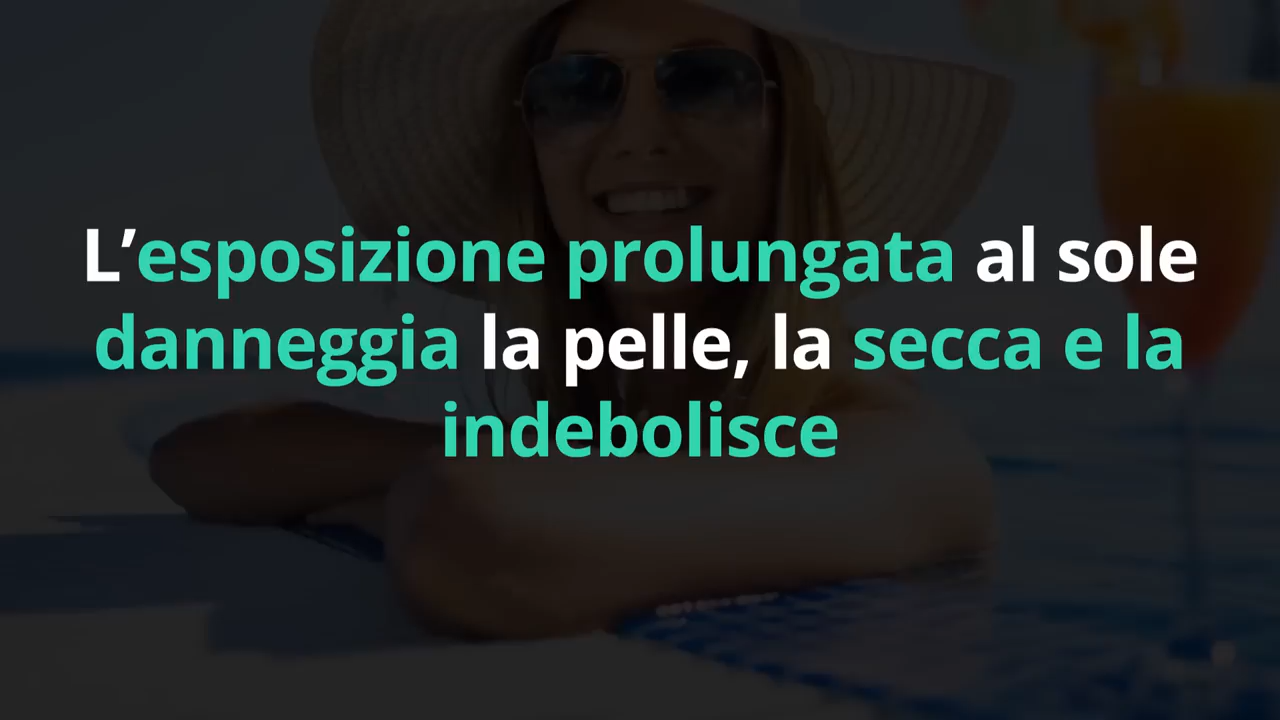 L’esposizione prolungata al sole
danneggia la pelle, la secca e la
indebolisce